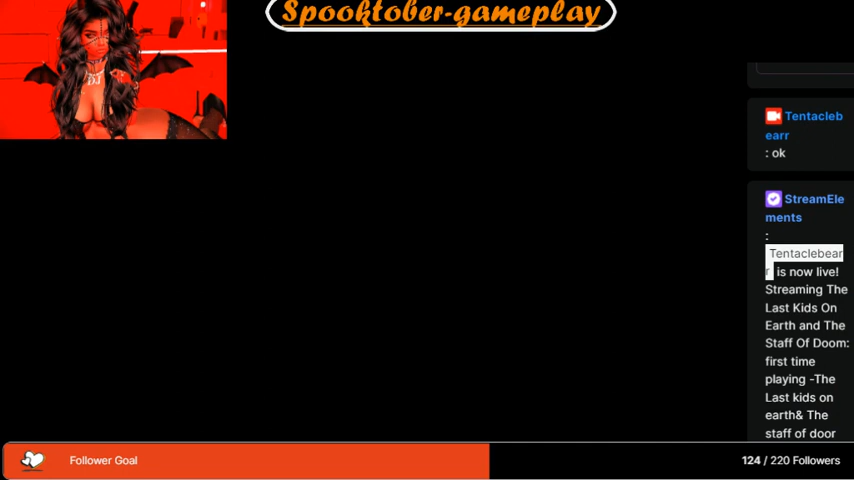 Spooktober-gameplay
Tentacleb
earr
: ok
StreamEle
ments
:
Tentaclebear
r is now live!
Streaming The
Last Kids On
Earth and The
Staff Of Doom:
first time
playing -The
Last kids on
earth& The
staff of door
Follower Goal
124 / 220 Followers